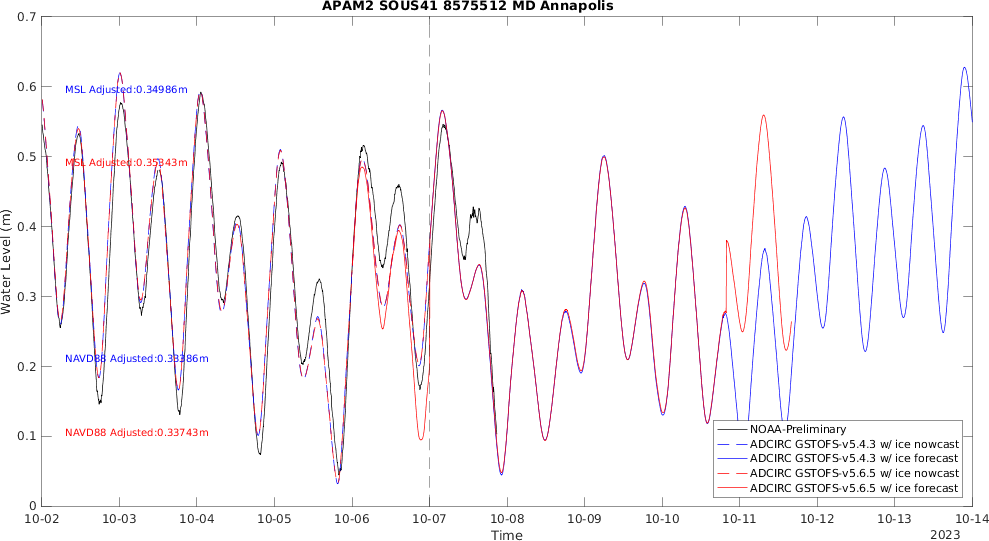 APAM2 SOUS41 8575512 MD Annapolis
0.7
0.6
0.5
0.4
0.3
0.2
0.1
0
Water Level (m)
MSL Adjusted:0.34986m
MSL Adjusted:0.35343m
NAVD88 Adjusted:0.33386m
NAVD88 Adjusted:0.33743m
NOAA-Preliminary
ADCIRC GSTOFS-v5.4.3 w/ ice nowcast
ADCIRC GSTOFS-v5.4.3 w/ ice forecast
ADCIRC GSTOFS-v5.6.5 w/ ice nowcast
ADCIRC GSTOFS-v5.6.5 w/ ice forecast
10-02 10-03 10-04 10-05 10-06 10-07 10-08 10-09 10-10 10-11 10-12 10-13 10-14
Time
2023